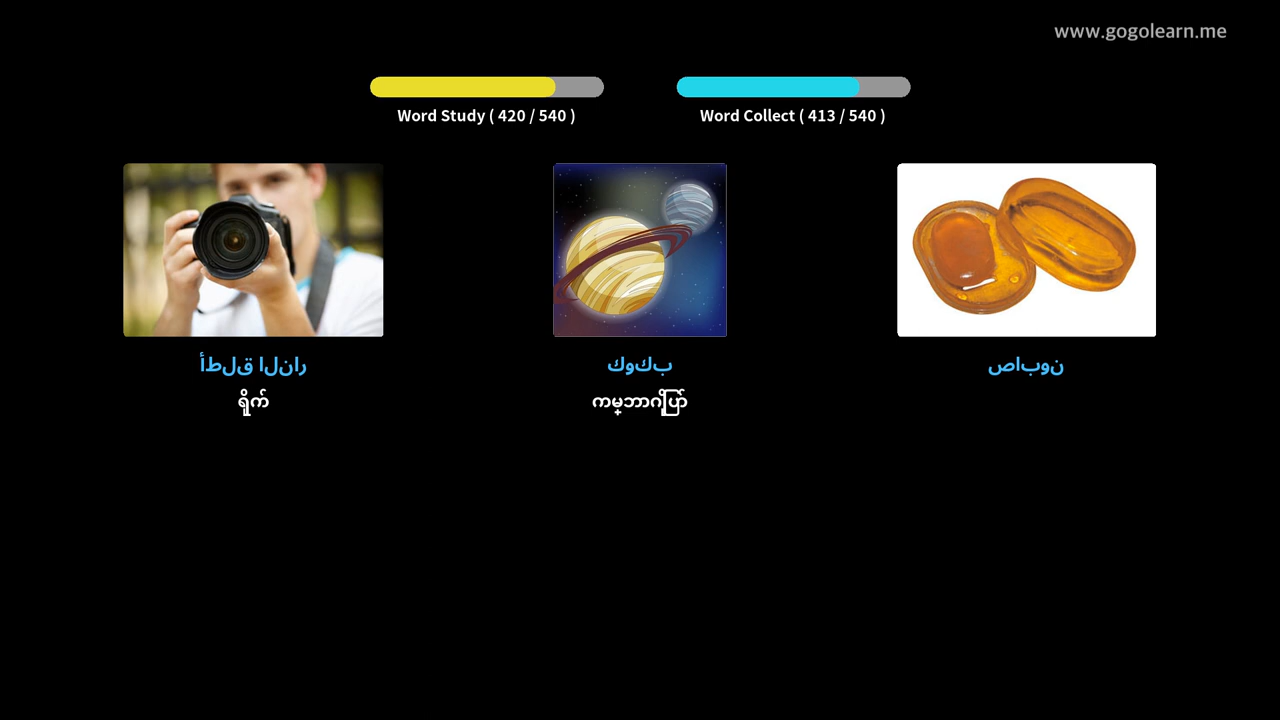 www.gogolearn.me
Word Study ( 420 / 540 )
Word Collect ( 413 / 540 )
أطلق النار
ရိုက်
كوكب
ကမ္ဘာဂြိုဟ်
صابون